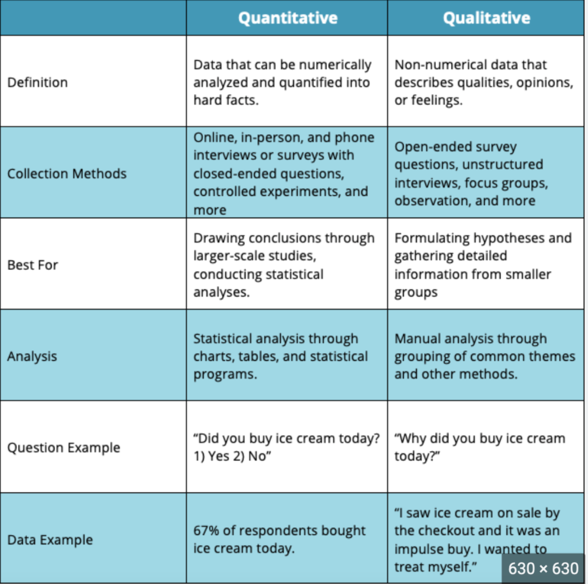 Quantitative
Qualitative
Definition
Data that can be numerically
analyzed and quantified into
hard facts.
Non-numerical data that
describes qualities, opinions,
or feelings.
Collection Methods
Online, in-person, and phone
interviews or surveys with
closed-ended questions,
controlled experiments, and
more
Open-ended survey
questions, unstructured
interviews, focus groups,
observation, and more
Best For
Drawing conclusions through
larger-scale studies,
conducting statistical
analyses.
Formulating hypotheses and
gathering detailed
information from smaller
groups
Analysis
Statistical analysis through
charts, tables, and statistical
programs.
Manual analysis through
grouping of common themes
and other methods.
Question Example
“Did you buy ice cream today?
1) Yes 2) No”
“Why did you buy ice cream
today?”
Data Example
67% of respondents bought
ice cream today.
“I saw ice cream on sale by
the checkout and it was an
impulse buy. I wanted to
treat myself.”
630 × 630